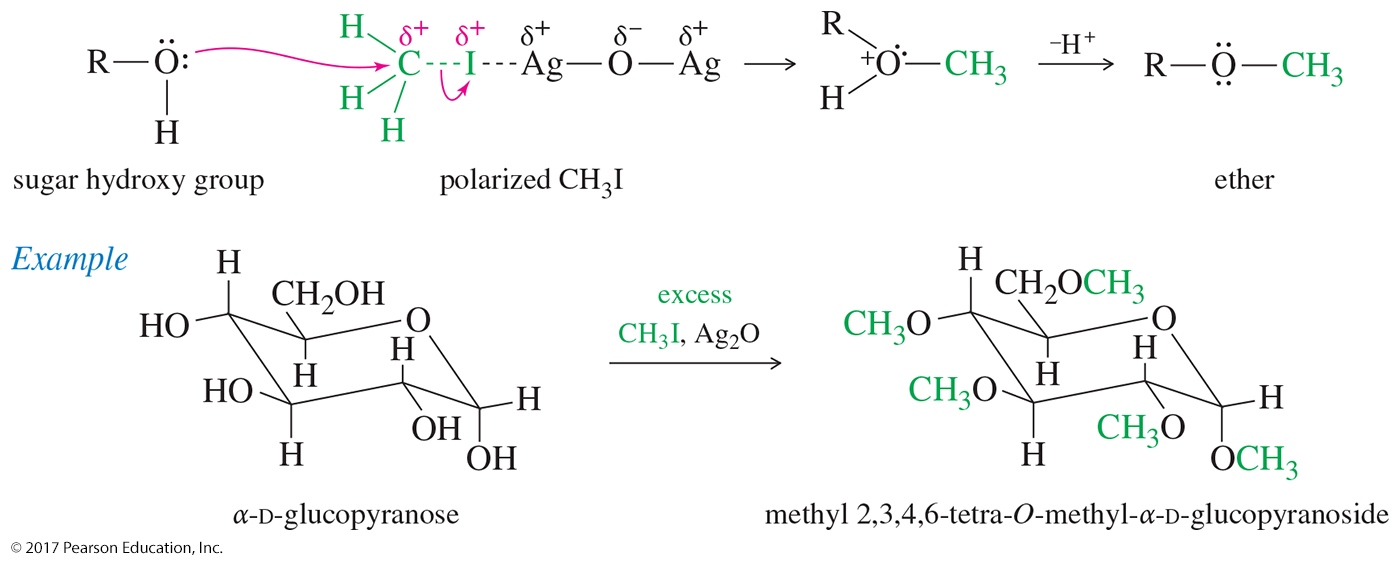 R—Ö: H H H H C δ+ I δ+ Ag δ+ O δ− Ag δ+ R H +Ö—CH₃ −H⁺ R—Ö—CH₃
sugar hydroxy group polarized CH₃I ether
Example
H CH₂OH HO O H H HO H OH H OH
excess
CH₃I, Ag₂O
H CH₂OCH₃ CH₃O O H H CH₃O H CH₃O H OCH₃
α-D-glucopyranose methyl 2,3,4,6-tetra-O-methyl-α-D-glucopyranoside
© 2017 Pearson Education, Inc.